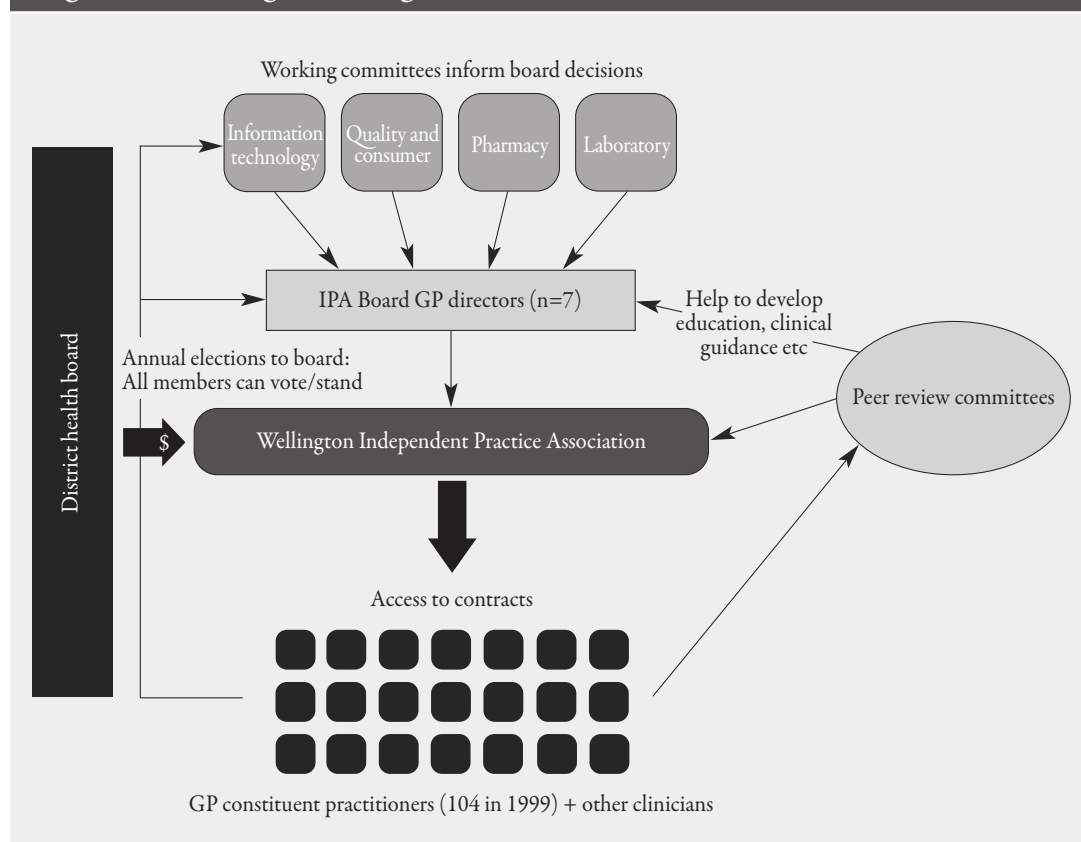 Working committees inform board decisions
Information
technology
Quality and
consumer
Pharmacy
Laboratory
IPA Board GP directors (n=7)
Help to develop
education, clinical
guidance etc
Annual elections to board:
All members can vote/stand
District health board
Peer review committees
$
Wellington Independent Practice Association
Access to contracts
GP constituent practitioners (104 in 1999) + other clinicians